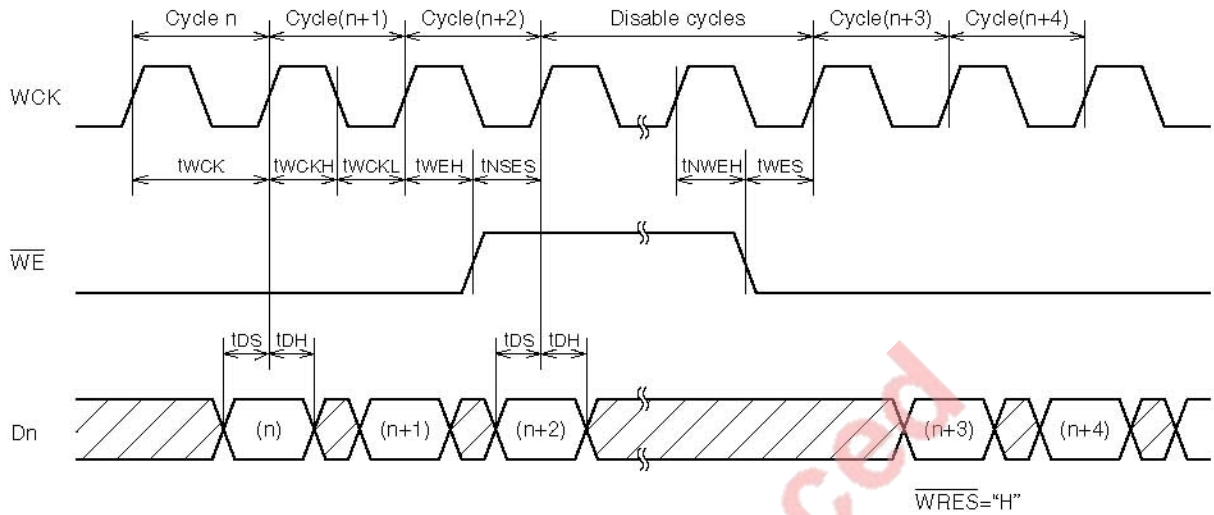 Cycle n Cycle(n+1) Cycle(n+2) Disable cycles Cycle(n+3) Cycle(n+4)
WCK
tWCK tWCKH tWCKL tWEH tNSES tNWEH tWES
WE
tDS tDH tDS tDH
Dn (n) (n+1) (n+2) (n+3) (n+4)
WRES="H"
ced